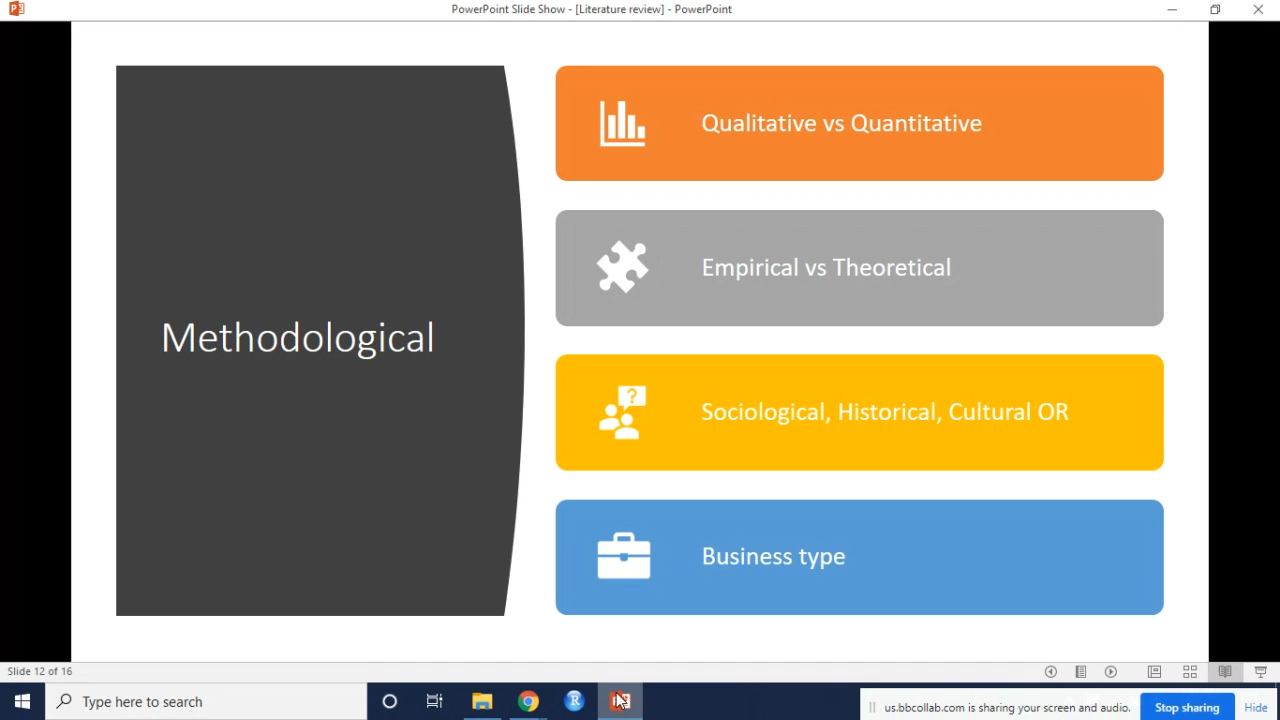 PowerPoint Slide Show - [Literature review] - PowerPoint
Methodological
Qualitative vs Quantitative
Empirical vs Theoretical
?
Sociological, Historical, Cultural OR
Business type
Slide 12 of 16
Type here to search
R
us.bbcollab.com is sharing your screen and audio.
Stop sharing
Hide